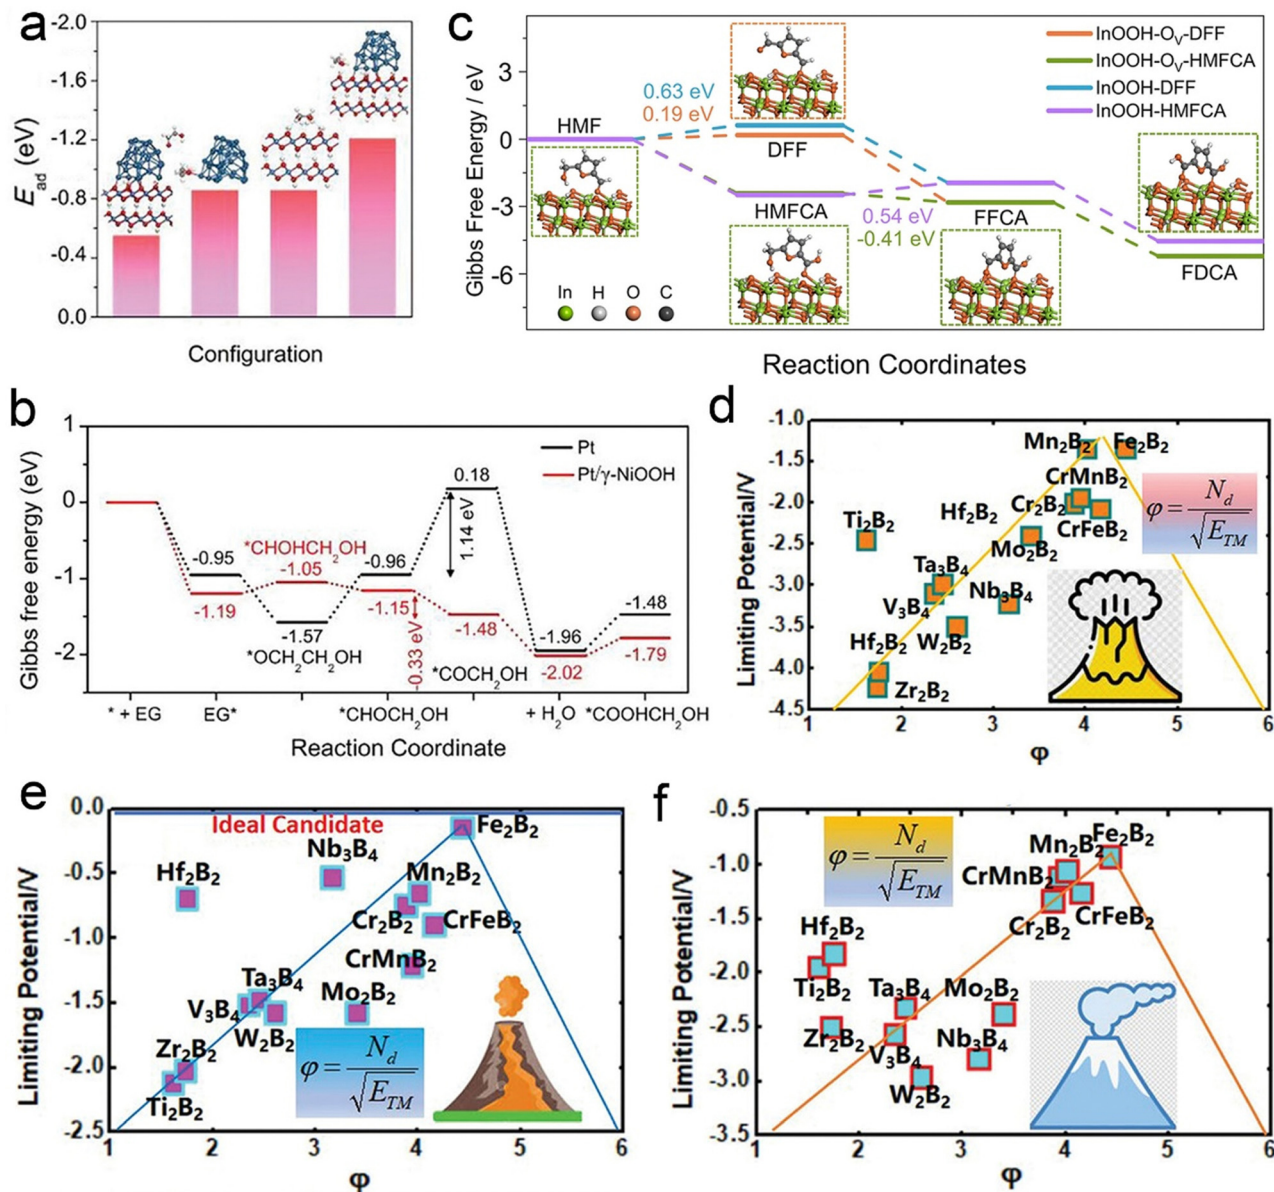 a
-2.0
-1.6
-1.2
-0.8
-0.4
0.0
E_ad (eV)
Configuration
c
3
0
-3
-6
Gibbs Free Energy / eV
HMF
0.63 eV
0.19 eV
DFF
HMFCA
0.54 eV
-0.41 eV
FFCA
FDCA
InOOH-O_V-DFF
InOOH-O_V-HMFCA
InOOH-DFF
InOOH-HMFCA
In H O C
Reaction Coordinates
b
1
0
-1
-2
Gibbs free energy (eV)
Pt
Pt/γ-NiOOH
-0.95
-1.19
*CHOHCH₂OH
-1.05
-1.57
*OCH₂CH₂OH
-0.96
-1.15
0.18
1.14 eV
-0.33 eV
-1.48
*COCH₂OH
-1.96
-2.02
-1.48
-1.79
* + EG EG* *CHOCH₂OH + H₂O *COOHCH₂OH
Reaction Coordinate
d
-1.0
-1.5
-2.0
-2.5
-3.0
-3.5
-4.0
-4.5
Limiting Potential/V
Mn₂B₂ Fe₂B₂
CrMnB₂
Cr₂B₂
CrFeB₂
Hf₂B₂
Ti₂B₂
Mo₂B₂
Ta₃B₄
Nb₃B₄
V₃B₄
W₂B₂
Hf₂B₂
Zr₂B₂
φ = N_d / √E_TM
2 3 4 5 6
φ
e
0.0
-0.5
-1.0
-1.5
-2.0
-2.5
Limiting Potential/V
Ideal Candidate
Fe₂B₂
Nb₃B₄
Hf₂B₂
Mn₂B₂
Cr₂B₂
CrFeB₂
CrMnB₂
Ta₃B₄
Mo₂B₂
V₃B₄
W₂B₂
Zr₂B₂
Ti₂B₂
φ = N_d / √E_TM
1 2 3 4 5 6
φ
f
-0.5
-1.0
-1.5
-2.0
-2.5
-3.0
-3.5
Limiting Potential/V
φ = N_d / √E_TM
Fe₂B₂
Mn₂B₂
CrMnB₂
CrFeB₂
Cr₂B₂
Hf₂B₂
Ti₂B₂
Ta₃B₄
Mo₂B₂
Zr₂B₂
V₃B₄
Nb₃B₄
W₂B₂
1 2 3 4 5 6
φ